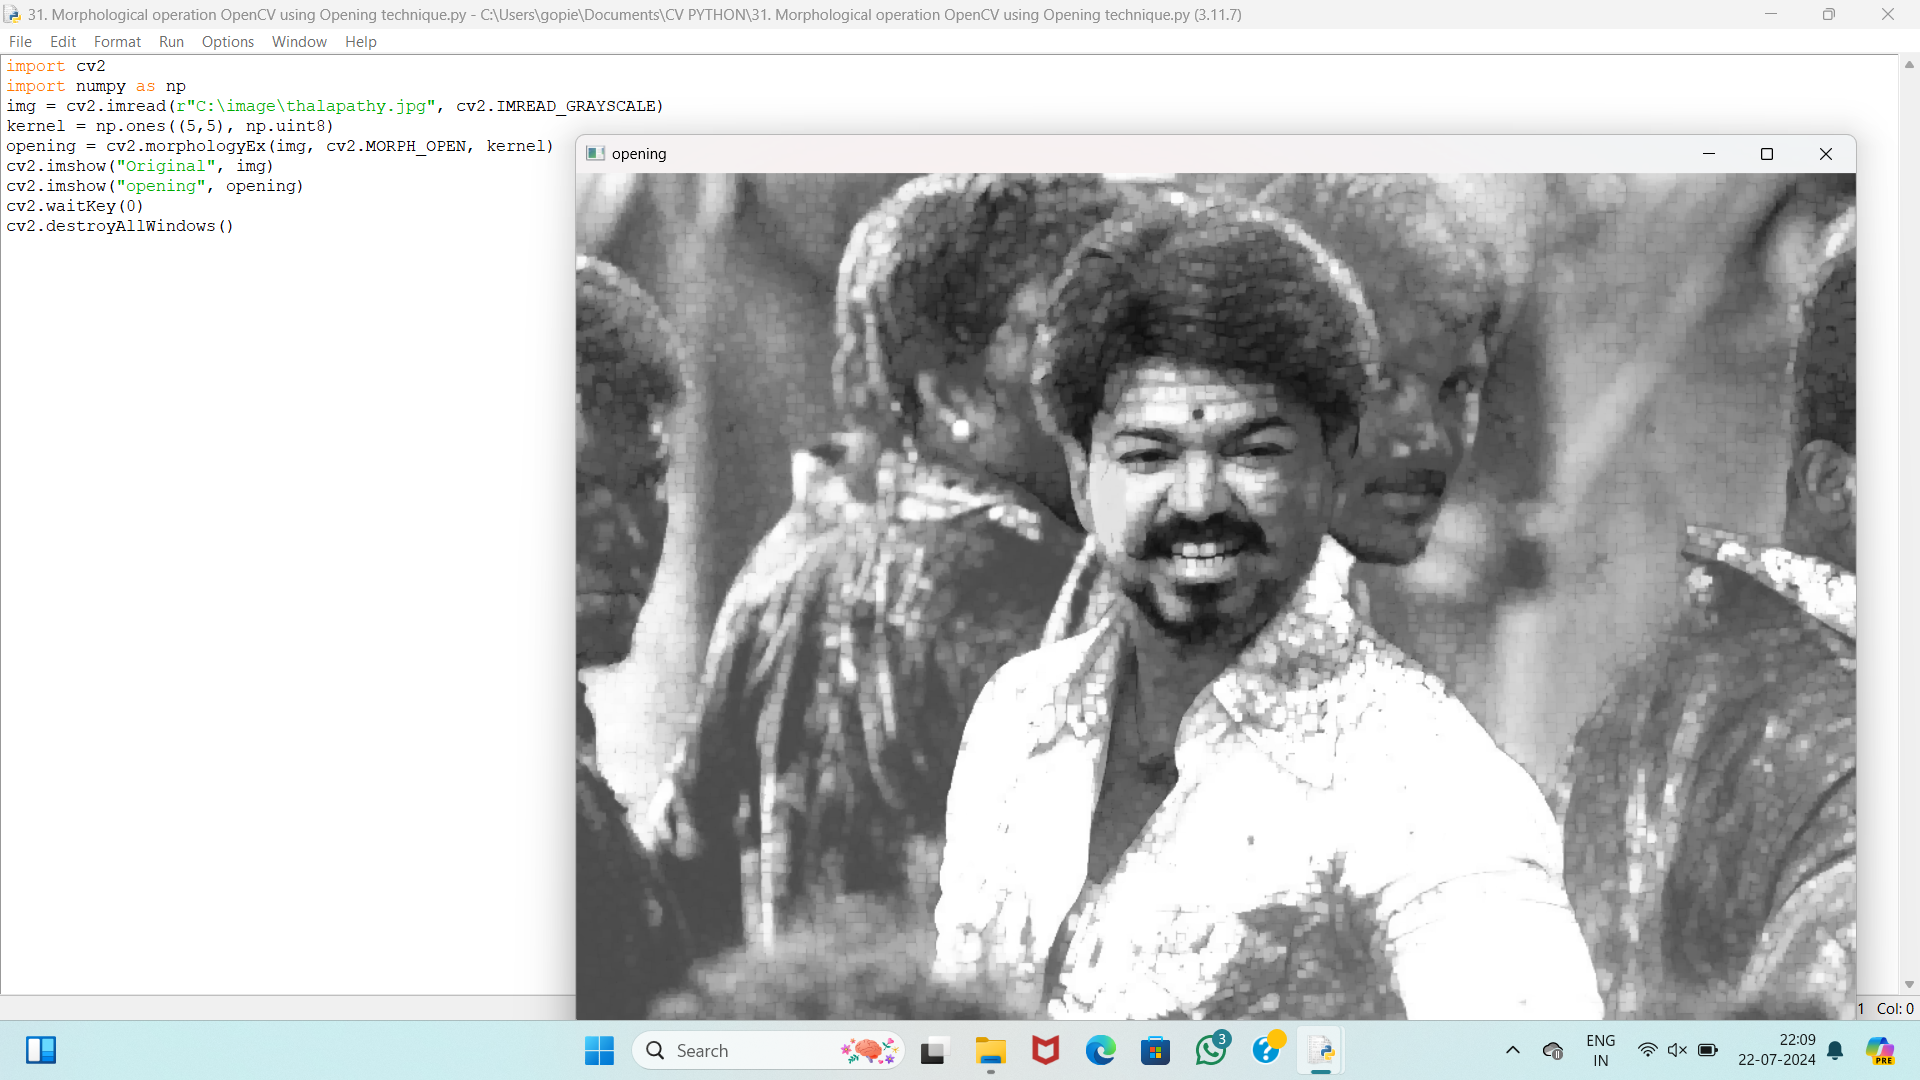 31. Morphological operation OpenCV using Opening technique.py - C:\Users\gopie\Documents\CV PYTHON\31. Morphological operation OpenCV using Opening technique.py (3.11.7)
File Edit Format Run Options Window Help
import cv2
import numpy as np
img = cv2.imread(r"C:\image\thalapathy.jpg", cv2.IMREAD_GRAYSCALE)
kernel = np.ones((5,5), np.uint8)
opening = cv2.morphologyEx(img, cv2.MORPH_OPEN, kernel)
cv2.imshow("Original", img)
cv2.imshow("opening", opening)
cv2.waitKey(0)
cv2.destroyAllWindows()
opening
1 Col: 0
Search
3
ENG
IN
22:09
22-07-2024
PRE